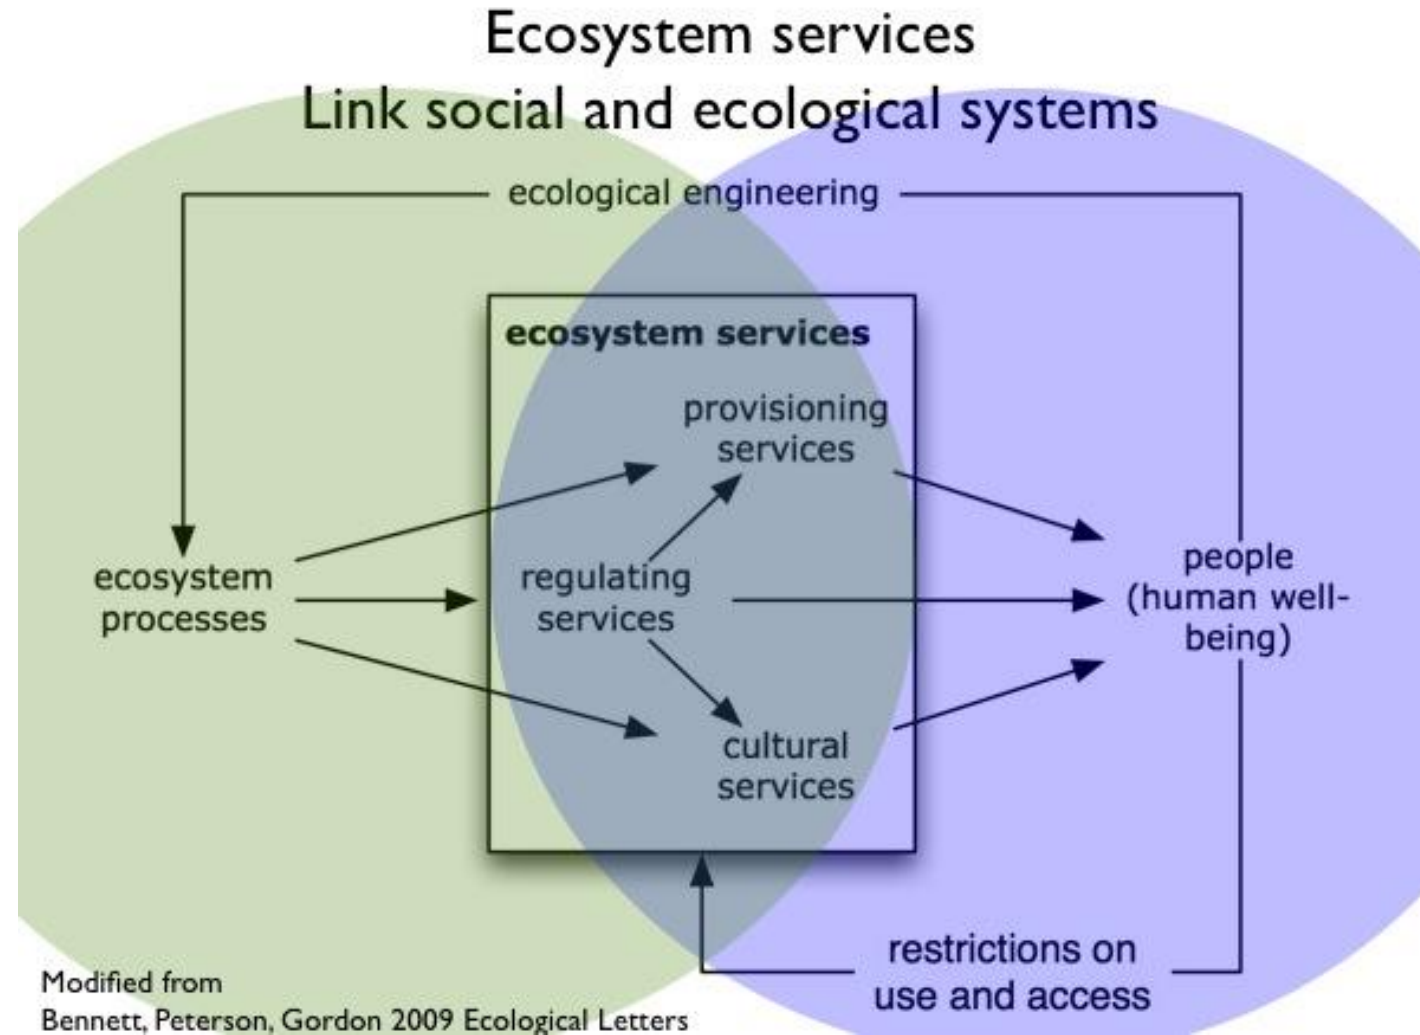 Ecosystem services
Link social and ecological systems
ecological engineering
ecosystem services
provisioning
services
ecosystem
processes
regulating
services
people
(human well-
being)
cultural
services
restrictions on
use and access
Modified from
Bennett, Peterson, Gordon 2009 Ecological Letters